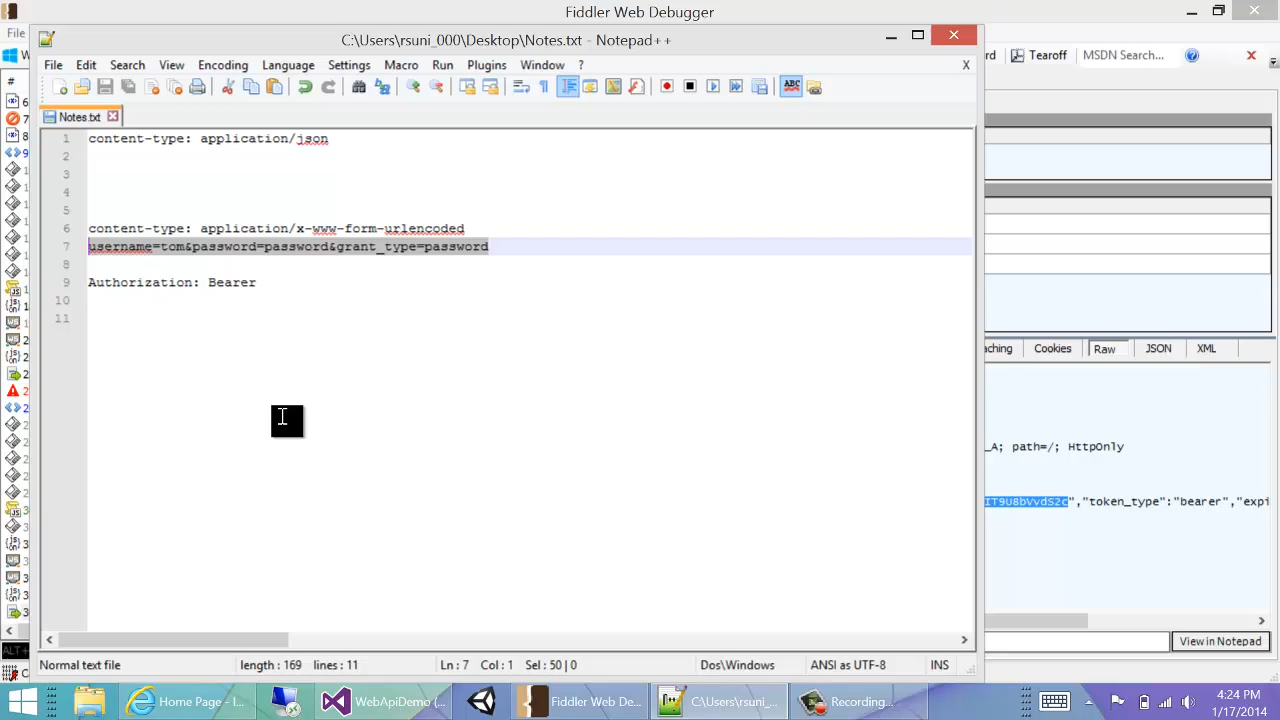 Fiddler Web Debugger
C:\Users\rsuni_000\Desktop\Notes.txt - Notepad++
File
File Edit Search View Encoding Language Settings Macro Run Plugins Window ? X
Tearoff MSDN Search...
#
Notes.txt
1 content-type: application/json
2
3
4
5
6 content-type: application/x-www-form-urlencoded
7 username=tom&password=password&grant_type=password
8
9 Authorization: Bearer
10
11
Cookies Raw JSON XML
_A; path=/; HttpOnly
IT9U8bVvdS2c","token_type":"bearer","expi
View in Notepad
Normal text file length : 169 lines : 11 Ln : 7 Col : 1 Sel : 50 | 0 Dos\Windows ANSI as UTF-8 INS
Home Page - I... WebApiDemo (... Fiddler Web De... C:\Users\rsuni_... Recording...
4:24 PM
1/17/2014